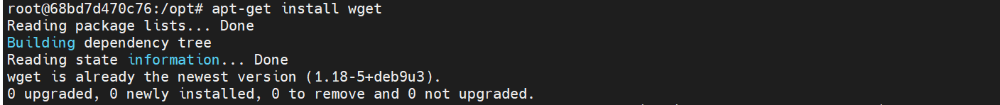 root@68bd7d470c76:/opt# apt-get install wget
Reading package lists... Done
Building dependency tree
Reading state information... Done
wget is already the newest version (1.18-5+deb9u3).
0 upgraded, 0 newly installed, 0 to remove and 0 not upgraded.